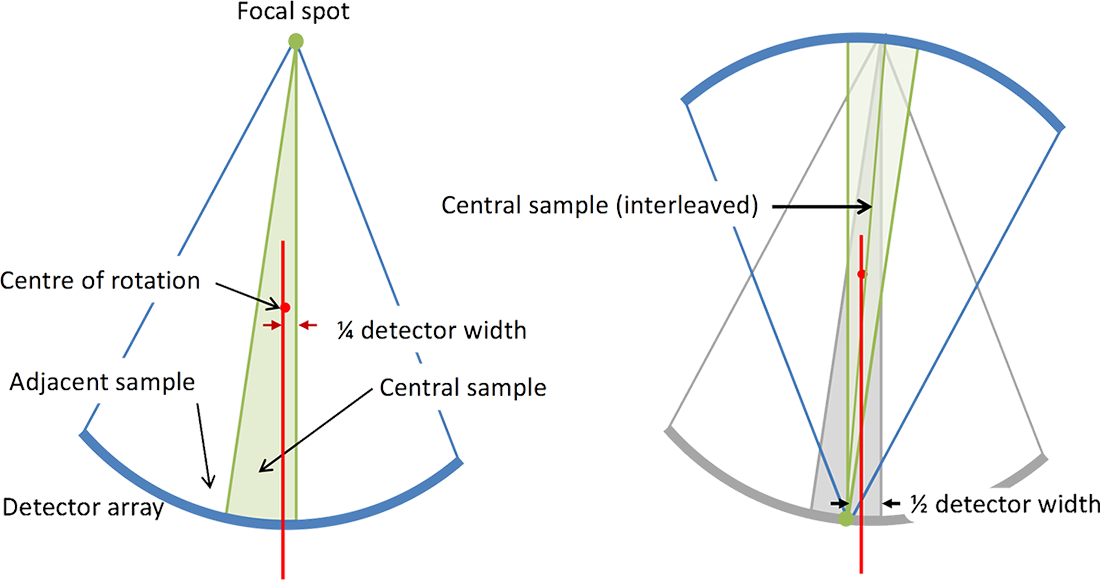 Focal spot
Centre of rotation
¼ detector width
Adjacent sample
Central sample
Detector array
Central sample (interleaved)
½ detector width